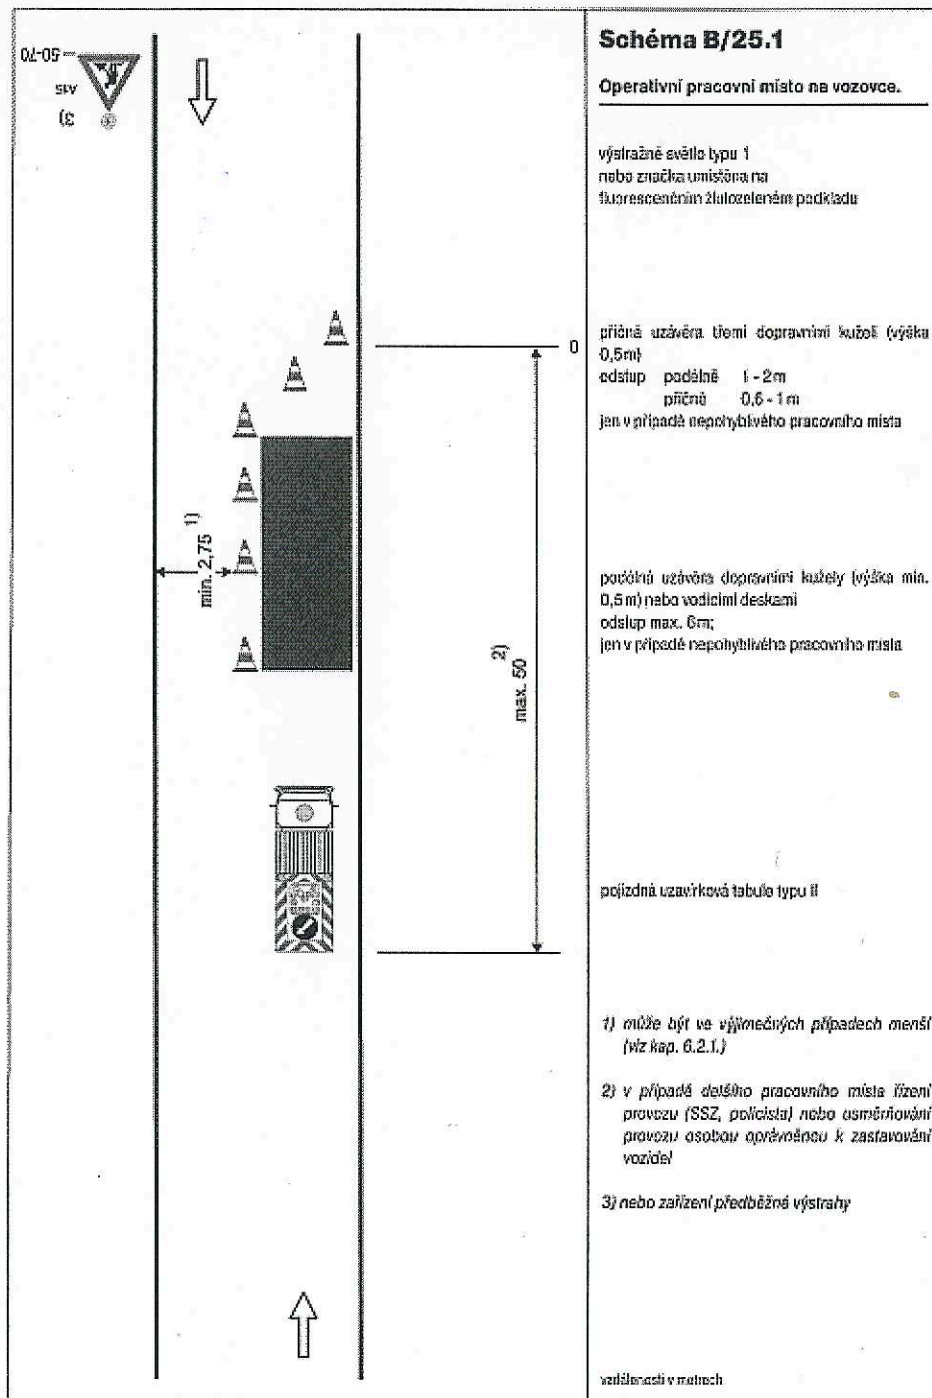 Schéma B/25.1
Operativní pracovní místo na vozovce.
výstražné světlo typu 1
nebo značka umístěna na
fluorescenčním žlutozeleném podkladu
50-70
A15
3)
0
příčná uzávěra třemi dopravními kužely (výška
0,5m)
odstup podélně 1 - 2m
příčně 0,6 - 1m
jen v případě nepohyblivého pracovního místa
min. 2,75 1)
podélná uzávěra dopravními kužely (výška min.
0,5m) nebo vodicími deskami
odstup max. 6m;
jen v případě nepohyblivého pracovního místa
max. 50 2)
pojízdná uzavírková tabule typu II
1) může být ve výjimečných případech menší
(viz kap. 6.2.1.)
2) v případě delšího pracovního místa řízení
provozu (SSZ, policista) nebo usměrňování
provozu osobou oprávněnou k zastavování
vozidel
3) nebo zařízení předběžné výstrahy
vzdálenosti v metrech